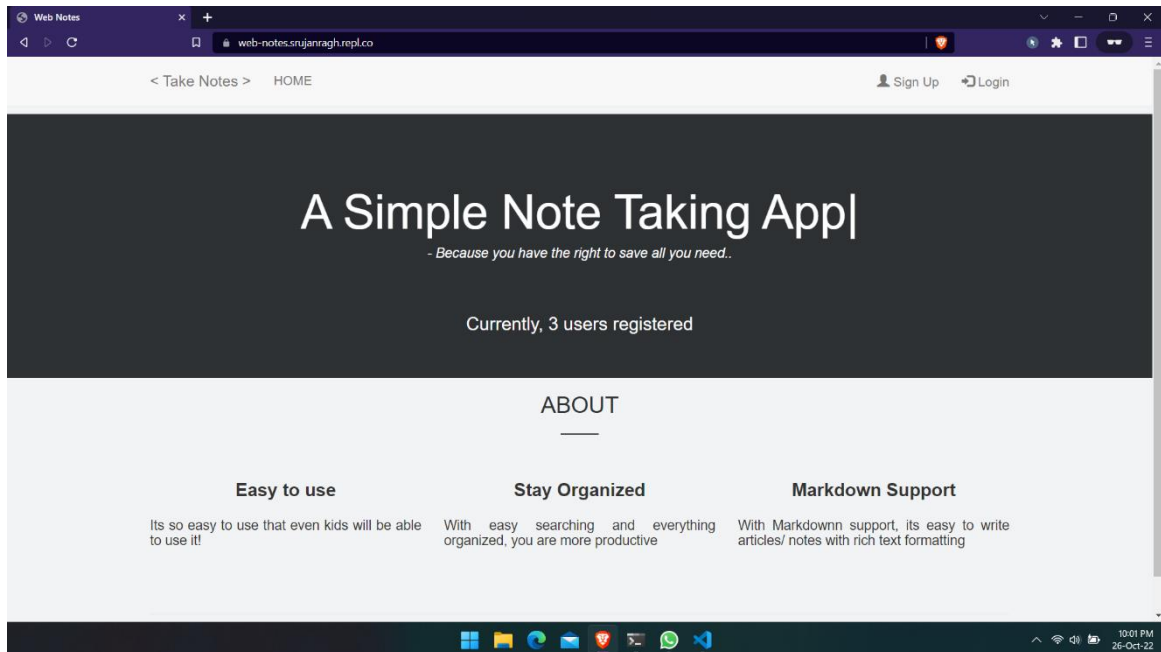 Web Notes
web-notes.srujanragh.repl.co
< Take Notes > HOME Sign Up Login
A Simple Note Taking App|
- Because you have the right to save all you need..
Currently, 3 users registered
ABOUT
Easy to use
Its so easy to use that even kids will be able
to use it!
Stay Organized
With easy searching and everything
organized, you are more productive
Markdown Support
With Markdownn support, its easy to write
articles/ notes with rich text formatting
10:01 PM
26-Oct-22